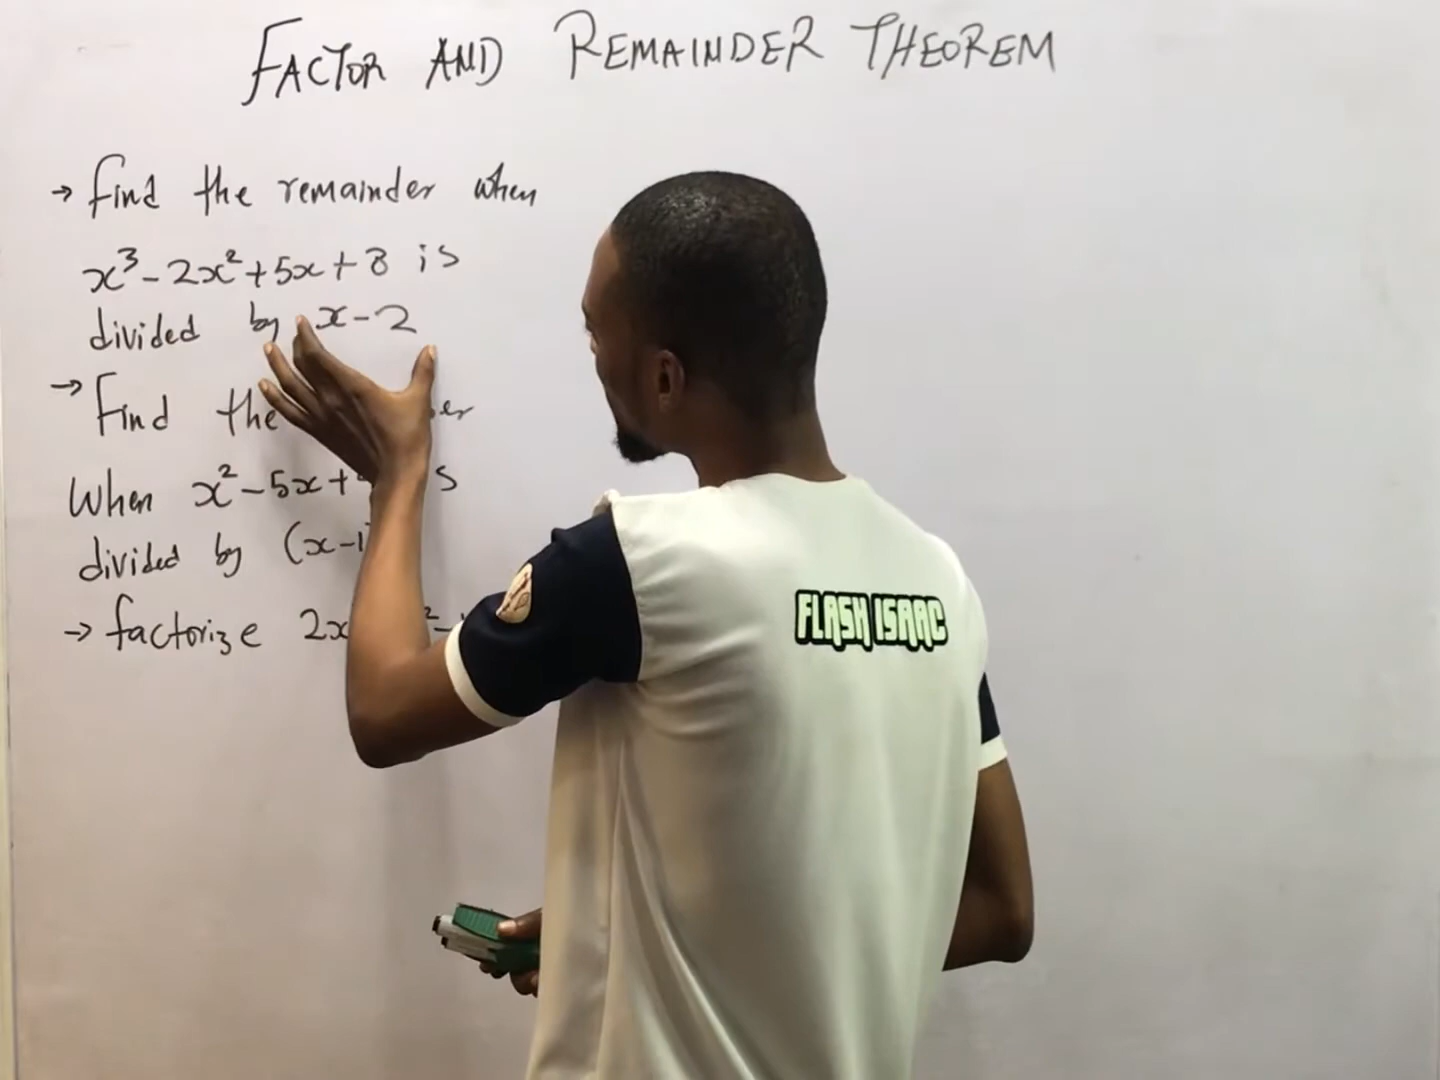 FACTOR AND REMAINDER THEOREM
→ Find the remainder when
x³-2x²+5x+8 is
divided by x-2
→ Find the
When x²-5x+
divided by (x-1
→ factorize 2x
FLASH ISAAC